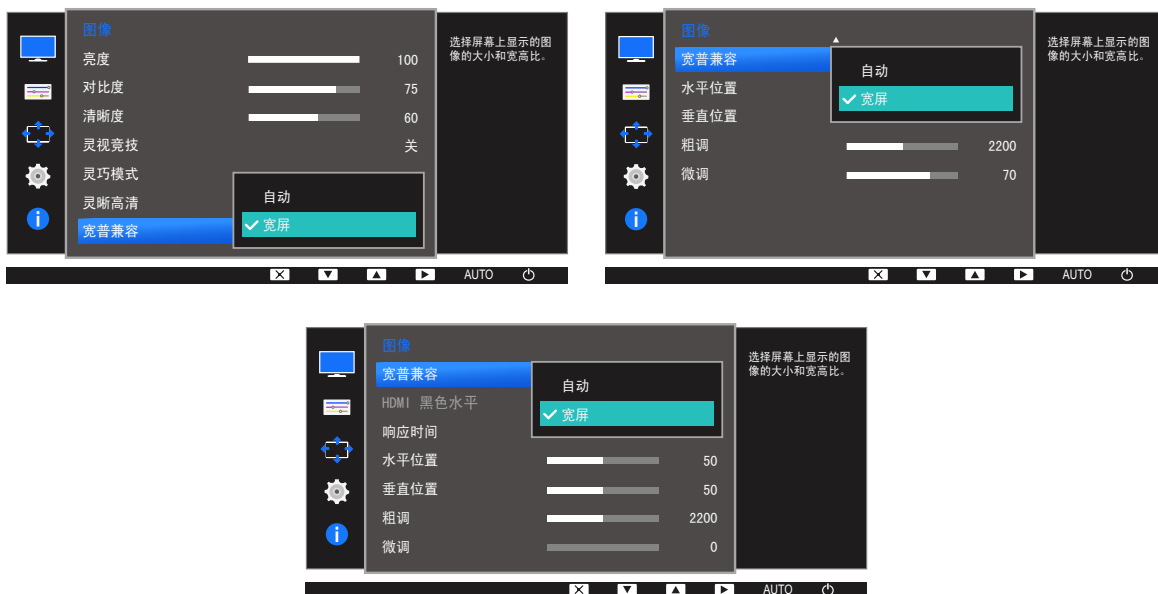 图像
亮度 100
对比度 75
清晰度 60
灵视竞技 关
灵巧模式
灵晰高清
宽普兼容
自动
宽屏
选择屏幕上显示的图
像的大小和宽高比。
AUTO
图像
宽普兼容
水平位置
垂直位置
粗调 2200
微调 70
自动
宽屏
选择屏幕上显示的图
像的大小和宽高比。
AUTO
图像
宽普兼容
HDMI 黑色水平
响应时间
水平位置 50
垂直位置 50
粗调 2200
微调 0
自动
宽屏
选择屏幕上显示的图
像的大小和宽高比。
AUTO